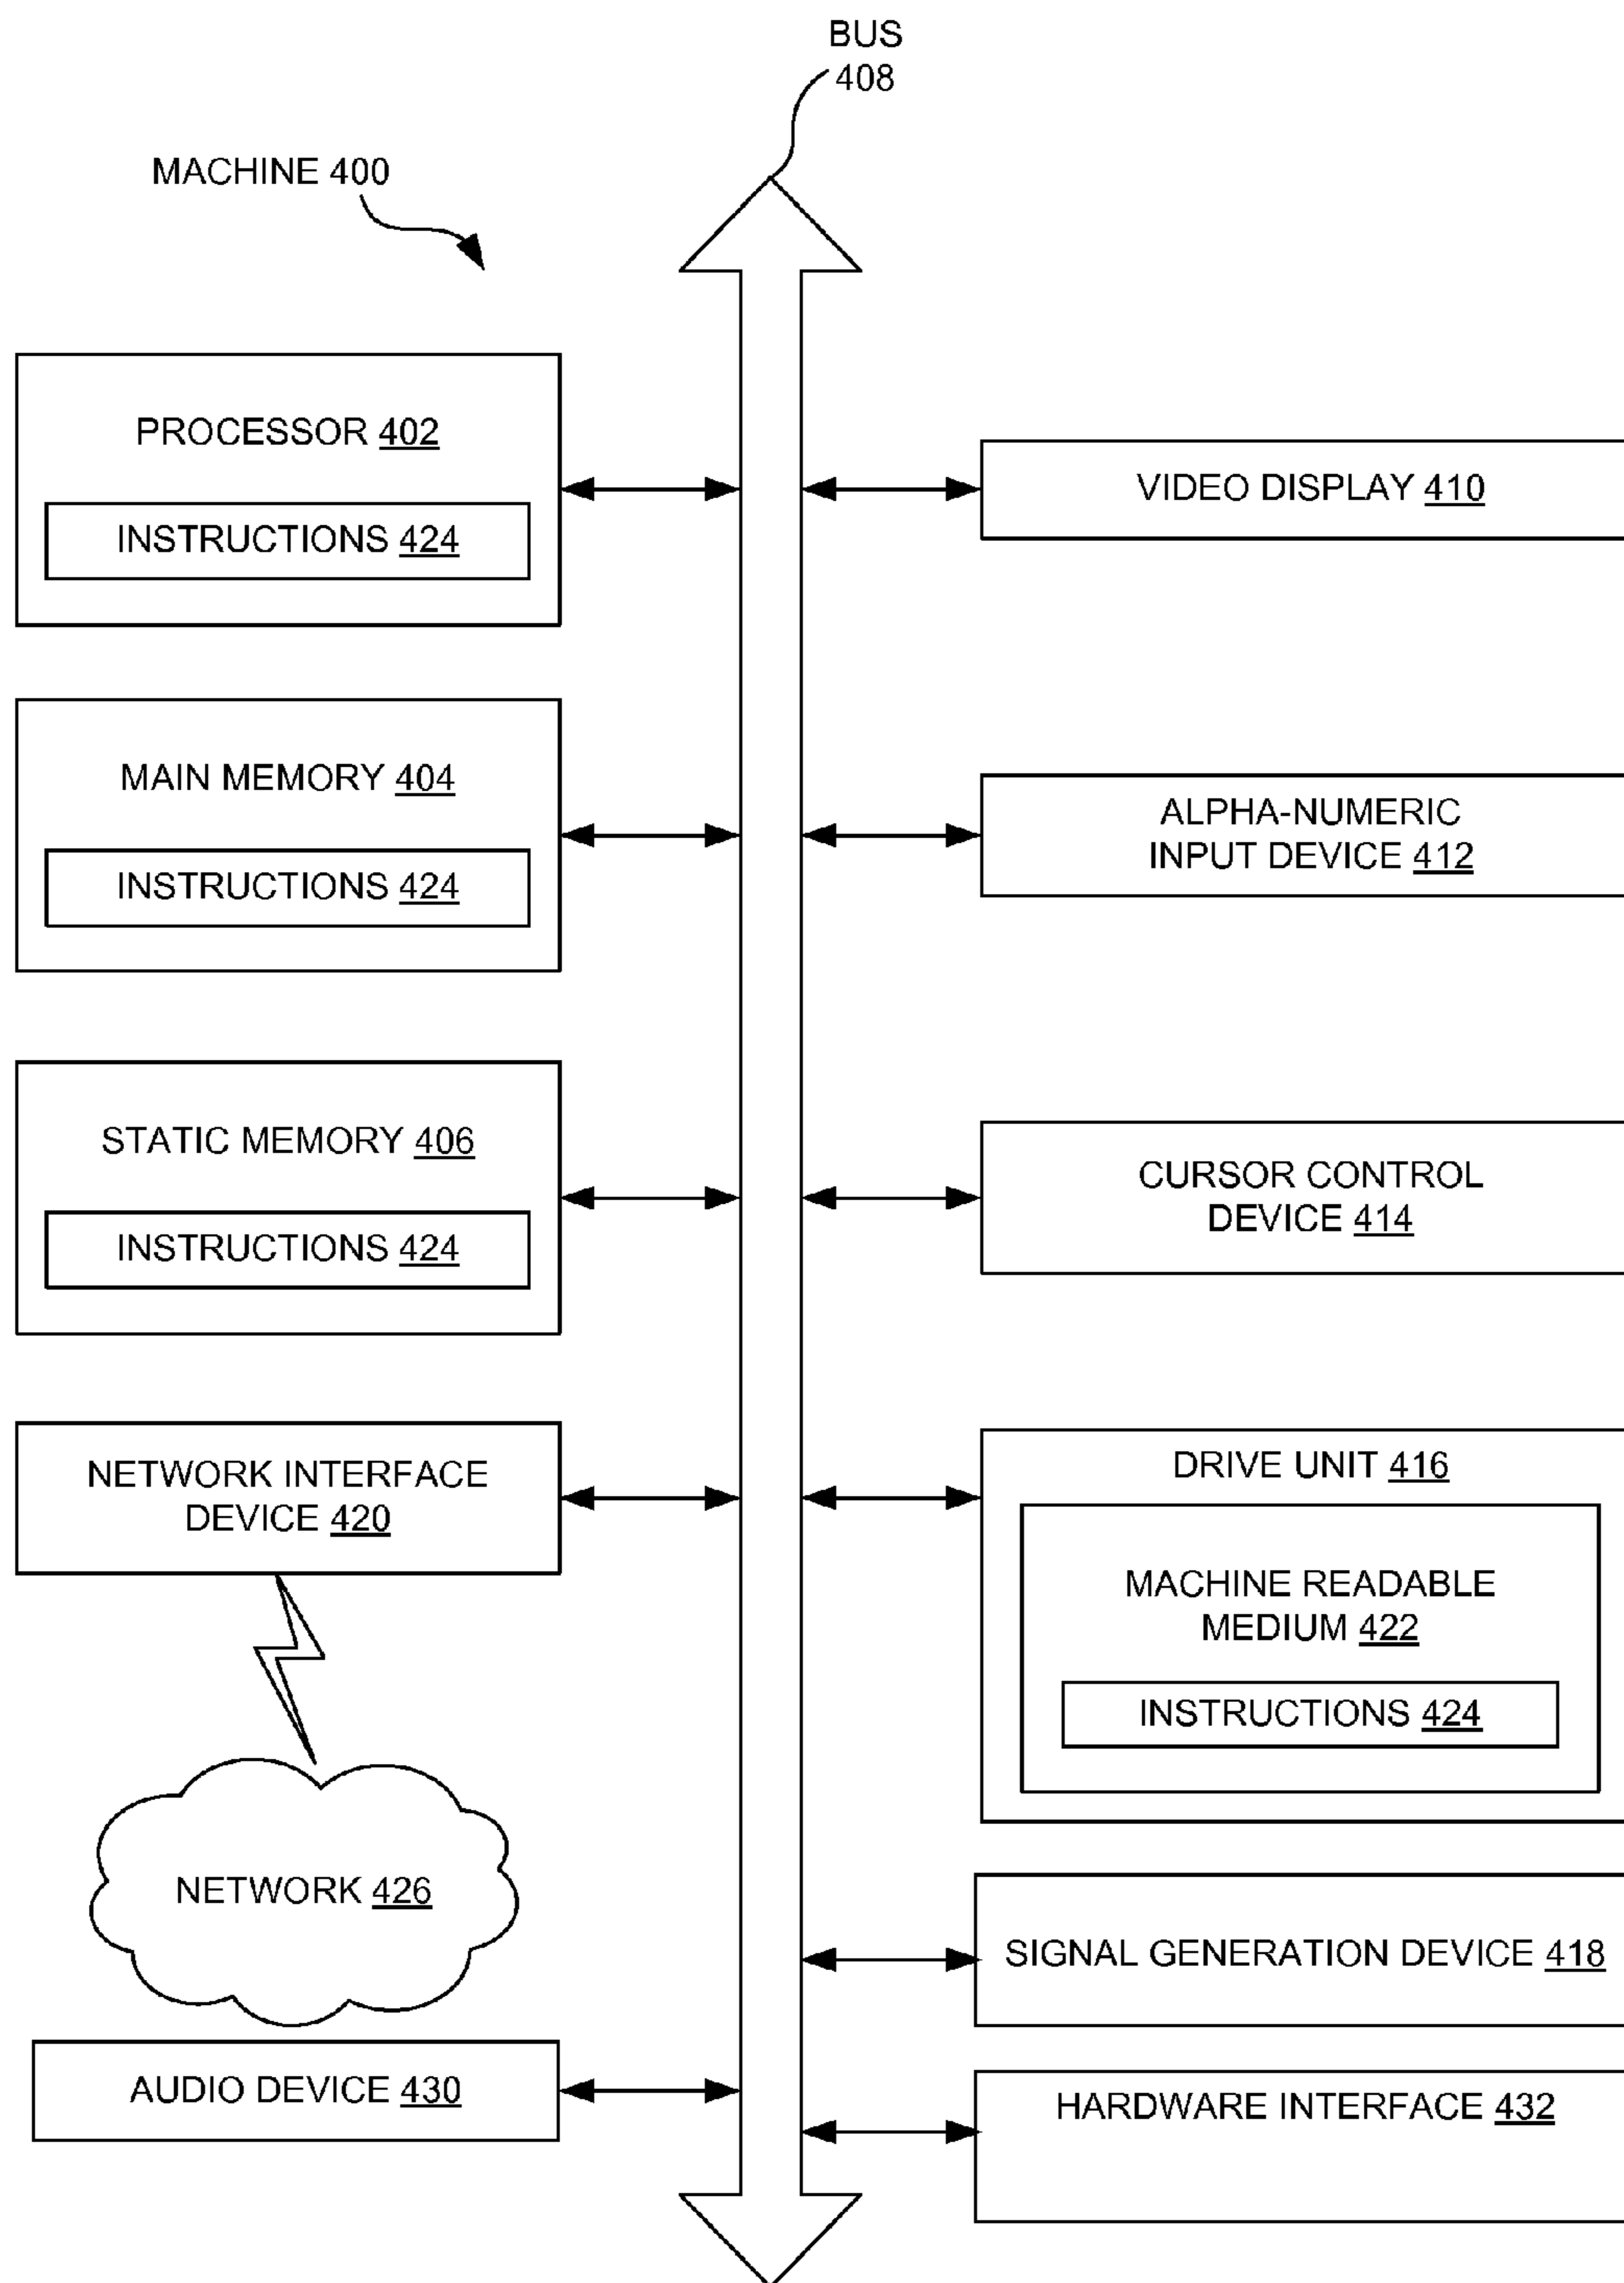 BUS
408
MACHINE 400
PROCESSOR 402
INSTRUCTIONS 424
VIDEO DISPLAY 410
MAIN MEMORY 404
INSTRUCTIONS 424
ALPHA-NUMERIC
INPUT DEVICE 412
STATIC MEMORY 406
INSTRUCTIONS 424
CURSOR CONTROL
DEVICE 414
NETWORK INTERFACE
DEVICE 420
DRIVE UNIT 416
MACHINE READABLE
MEDIUM 422
INSTRUCTIONS 424
NETWORK 426
SIGNAL GENERATION DEVICE 418
AUDIO DEVICE 430
HARDWARE INTERFACE 432